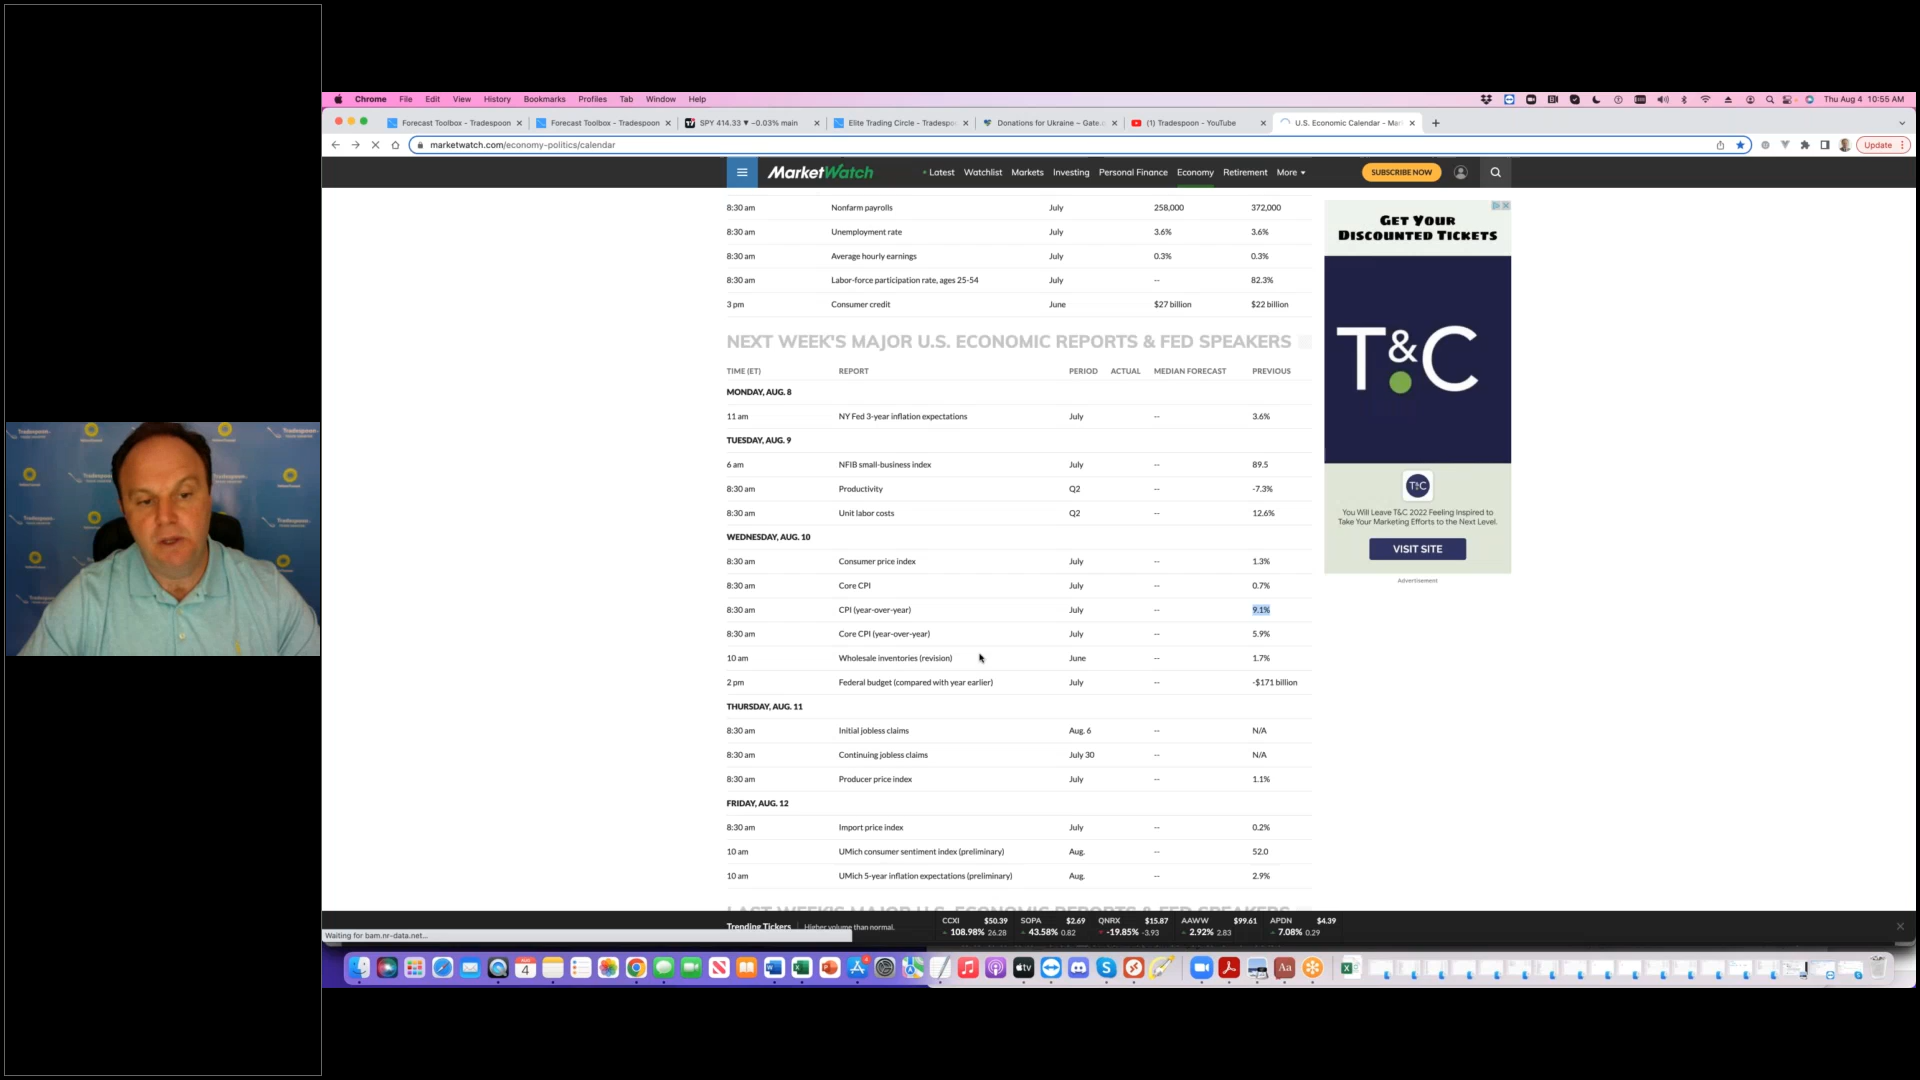 Chrome File Edit View History Bookmarks Profiles Tab Window Help Thu Aug 4 10:55 AM
Forecast Toolbox - Tradespoon Forecast Toolbox - Tradespoon SPY 414.33 ▼ −0.03% main Elite Trading Circle - Tradespo Donations for Ukraine – Gate. (1) Tradespoon - YouTube U.S. Economic Calendar - Mar
marketwatch.com/economy-politics/calendar Update
MarketWatch • Latest Watchlist Markets Investing Personal Finance Economy Retirement More SUBSCRIBE NOW
8:30 am Nonfarm payrolls July 258,000 372,000
8:30 am Unemployment rate July 3.6% 3.6%
8:30 am Average hourly earnings July 0.3% 0.3%
8:30 am Labor-force participation rate, ages 25-54 July -- 82.3%
3 pm Consumer credit June $27 billion $22 billion
NEXT WEEK'S MAJOR U.S. ECONOMIC REPORTS & FED SPEAKERS
TIME (ET) REPORT PERIOD ACTUAL MEDIAN FORECAST PREVIOUS
MONDAY, AUG. 8
11 am NY Fed 3-year inflation expectations July -- 3.6%
TUESDAY, AUG. 9
6 am NFIB small-business index July -- 89.5
8:30 am Productivity Q2 -- -7.3%
8:30 am Unit labor costs Q2 -- 12.6%
WEDNESDAY, AUG. 10
8:30 am Consumer price index July -- 1.3%
8:30 am Core CPI July -- 0.7%
8:30 am CPI (year-over-year) July -- 9.1%
8:30 am Core CPI (year-over-year) July -- 5.9%
10 am Wholesale inventories (revision) June -- 1.7%
2 pm Federal budget (compared with year earlier) July -- -$171 billion
THURSDAY, AUG. 11
8:30 am Initial jobless claims Aug. 6 -- N/A
8:30 am Continuing jobless claims July 30 -- N/A
8:30 am Producer price index July -- 1.1%
FRIDAY, AUG. 12
8:30 am Import price index July -- 0.2%
10 am UMich consumer sentiment index (preliminary) Aug. -- 52.0
10 am UMich 5-year inflation expectations (preliminary) Aug. -- 2.9%
LAST WEEK'S MAJOR U.S. ECONOMIC REPORTS & FED SPEAKERS
GET YOUR
DISCOUNTED TICKETS
T&C
T&C
You Will Leave T&C 2022 Feeling Inspired to
Take Your Marketing Efforts to the Next Level.
VISIT SITE
Advertisement
Trending Tickers Higher volume than normal.
CCXI $50.39 SOPA $2.69 QNRX $15.87 AAWW $99.61 APDN $4.39
108.98% 26.28 43.58% 0.82 -19.85% -3.93 2.92% 2.83 7.08% 0.29
Waiting for bam.nr-data.net...
4
Aa
Tradespoon
Tradespoon
Tradespoon